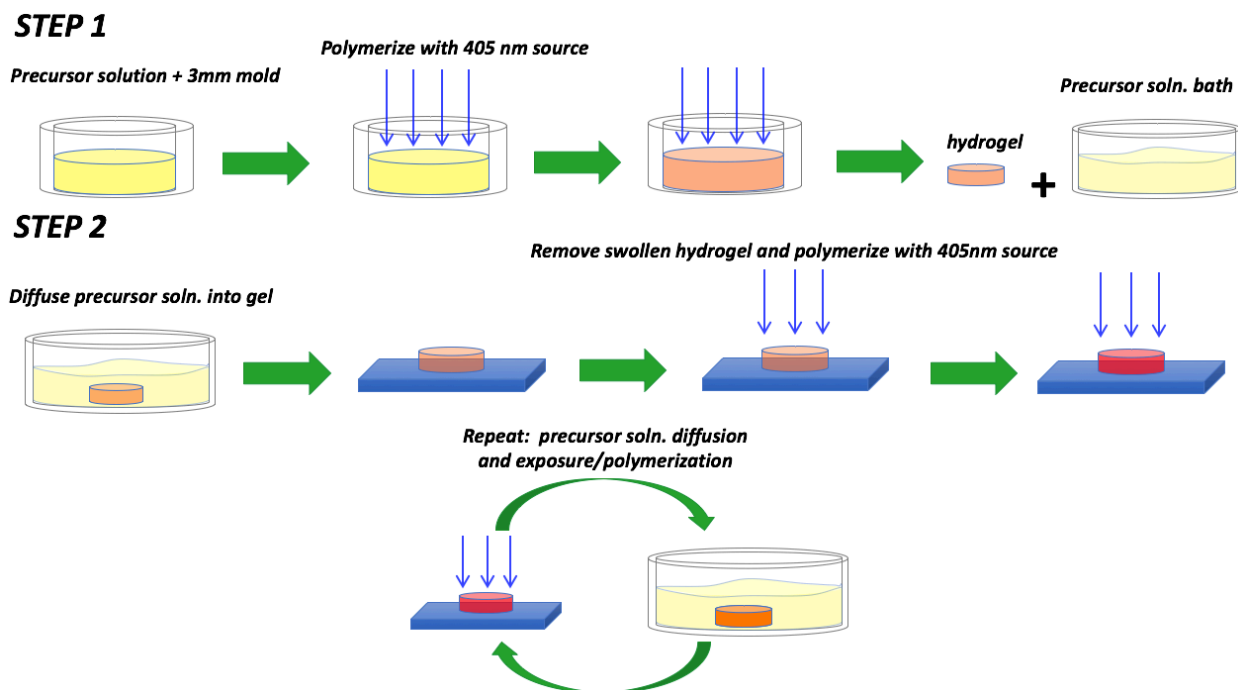 STEP 1
Precursor solution + 3mm mold
Polymerize with 405 nm source
Precursor soln. bath
hydrogel
+
STEP 2
Remove swollen hydrogel and polymerize with 405nm source
Diffuse precursor soln. into gel
Repeat:  precursor soln. diffusion
and exposure/polymerization